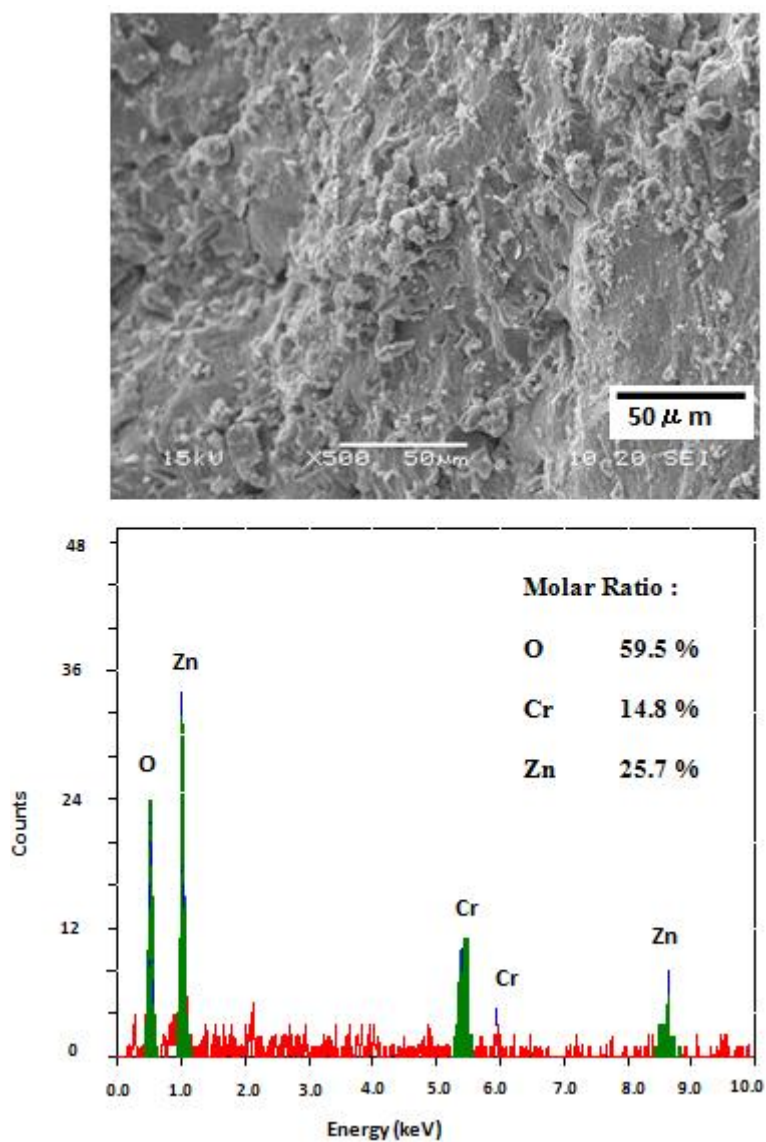 50 μ m
15kV X500 50μm 10 20 SEI
48
36
24
12
0
Counts
O
Zn
Cr
Cr
Zn
Molar Ratio :
O 59.5 %
Cr 14.8 %
Zn 25.7 %
0.0 1.0 2.0 3.0 4.0 5.0 6.0 7.0 8.0 9.0 10.0
Energy (keV)